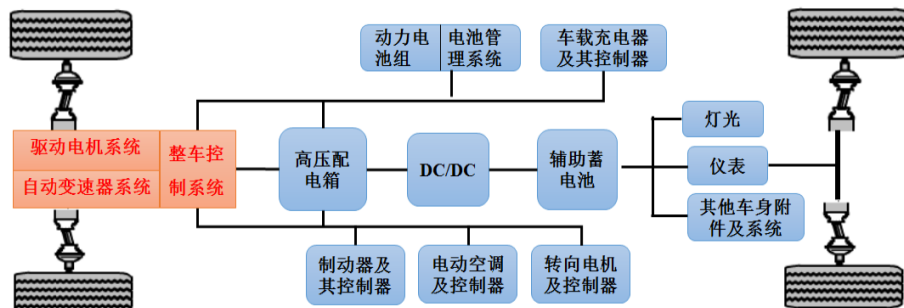 动力电池组
电池管理系统
车载充电器及其控制器
驱动电机系统
自动变速器系统
整车控制系统
高压配电箱
DC/DC
辅助蓄电池
灯光
仪表
其他车身附件及系统
制动器及其控制器
电动空调及控制器
转向电机及控制器